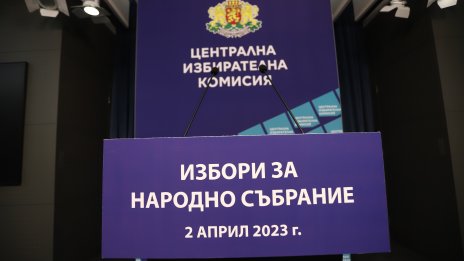 ЦЕНТРАЛНА
ИЗБИРАТЕЛНА
КОМИСИЯ
ИЗБОРИ ЗА
НАРОДНО СЪБРАНИЕ
2 АПРИЛ 2023 г.